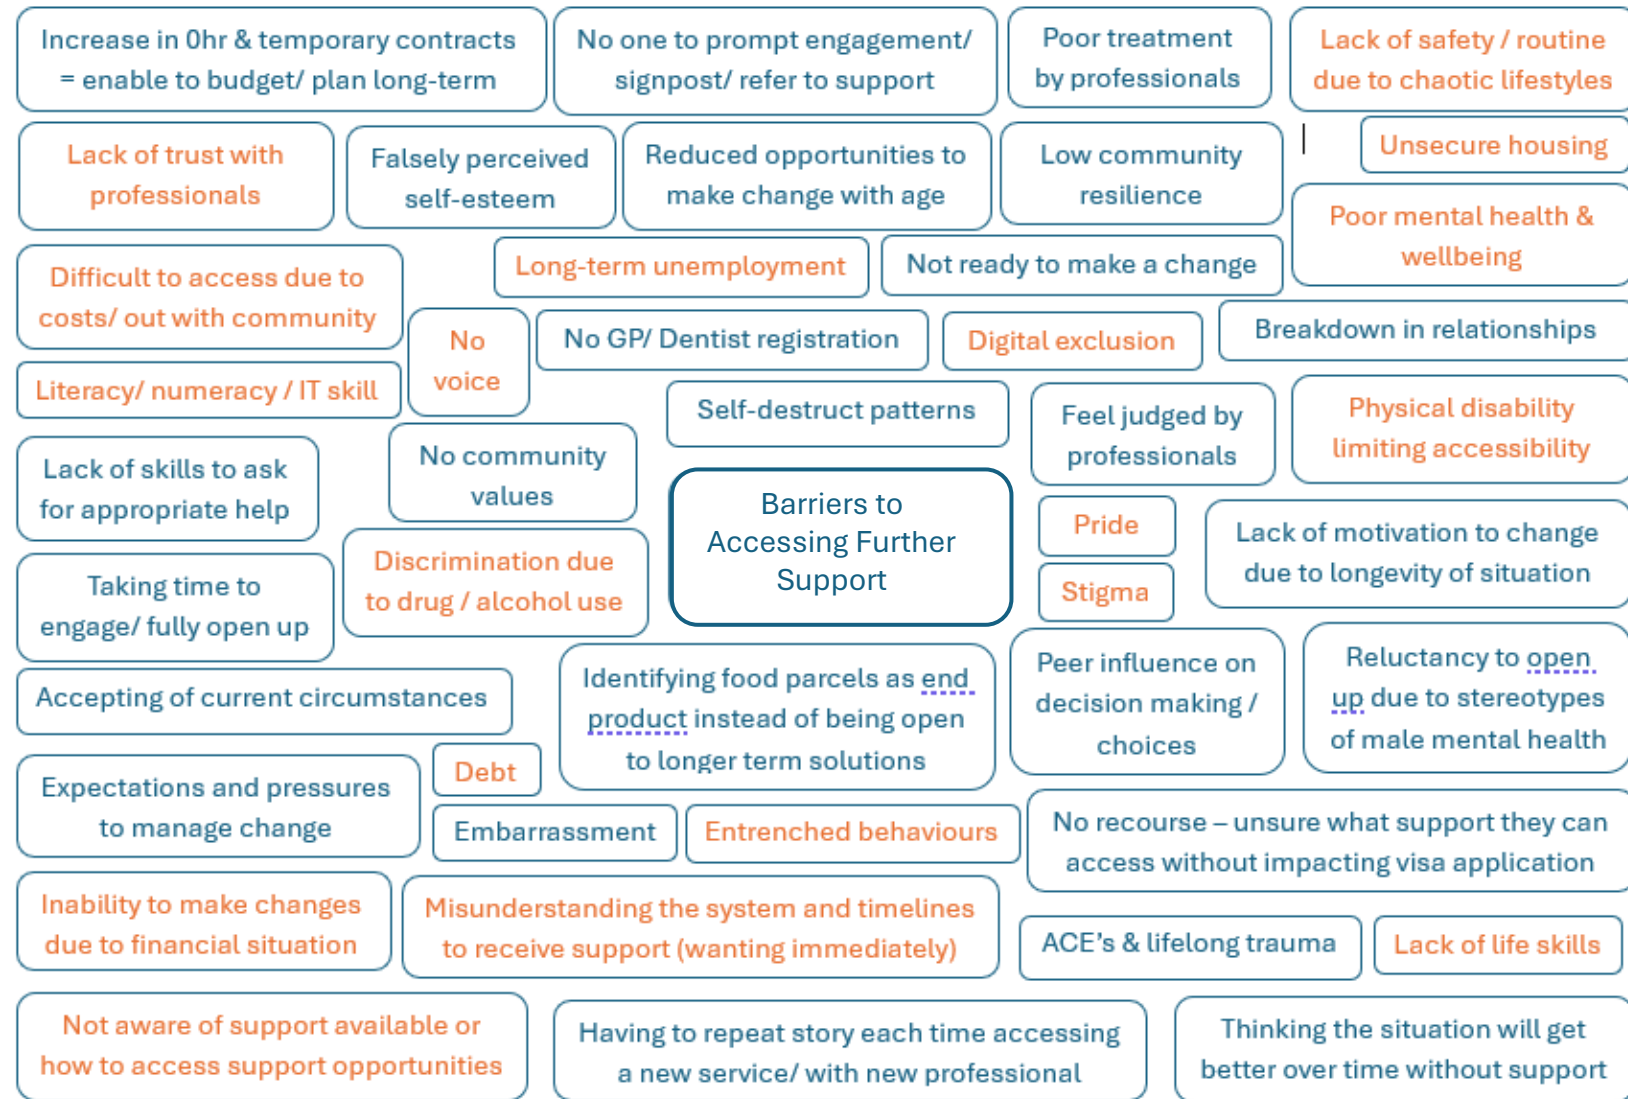 Increase in 0hr & temporary contracts
= enable to budget/ plan long-term
No one to prompt engagement/
signpost/ refer to support
Poor treatment
by professionals
Lack of safety / routine
due to chaotic lifestyles
Lack of trust with
professionals
Falsely perceived
self-esteem
Reduced opportunities to
make change with age
Low community
resilience
Unsecure housing
Poor mental health &
wellbeing
Difficult to access due to
costs/ out with community
Long-term unemployment
Not ready to make a change
No
voice
No GP/ Dentist registration
Digital exclusion
Breakdown in relationships
Literacy/ numeracy / IT skill
Self-destruct patterns
Feel judged by
professionals
Physical disability
limiting accessibility
Lack of skills to ask
for appropriate help
No community
values
Barriers to
Accessing Further
Support
Pride
Stigma
Lack of motivation to change
due to longevity of situation
Taking time to
engage/ fully open up
Discrimination due
to drug / alcohol use
Accepting of current circumstances
Identifying food parcels as end
product instead of being open
to longer term solutions
Peer influence on
decision making /
choices
Reluctancy to open
up due to stereotypes
of male mental health
Expectations and pressures
to manage change
Debt
Embarrassment
Entrenched behaviours
No recourse – unsure what support they can
access without impacting visa application
Inability to make changes
due to financial situation
Misunderstanding the system and timelines
to receive support (wanting immediately)
ACE's & lifelong trauma
Lack of life skills
Not aware of support available or
how to access support opportunities
Having to repeat story each time accessing
a new service/ with new professional
Thinking the situation will get
better over time without support